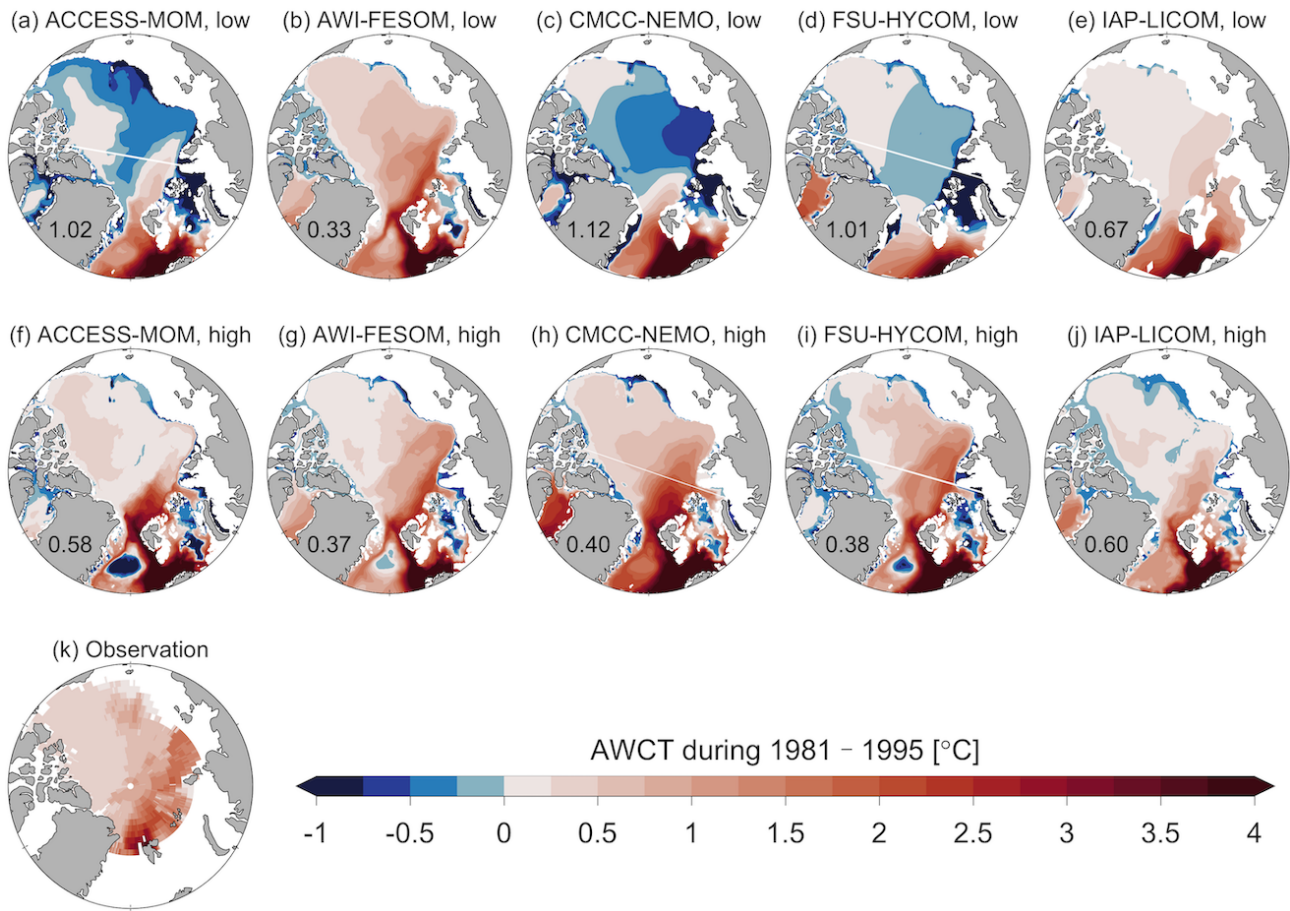 (a) ACCESS-MOM, low
(b) AWI-FESOM, low
(c) CMCC-NEMO, low
(d) FSU-HYCOM, low
(e) IAP-LICOM, low
1.02
0.33
1.12
1.01
0.67
(f) ACCESS-MOM, high
(g) AWI-FESOM, high
(h) CMCC-NEMO, high
(i) FSU-HYCOM, high
(j) IAP-LICOM, high
0.58
0.37
0.40
0.38
0.60
(k) Observation
AWCT during 1981 – 1995 [°C]
-1 -0.5 0 0.5 1 1.5 2 2.5 3 3.5 4